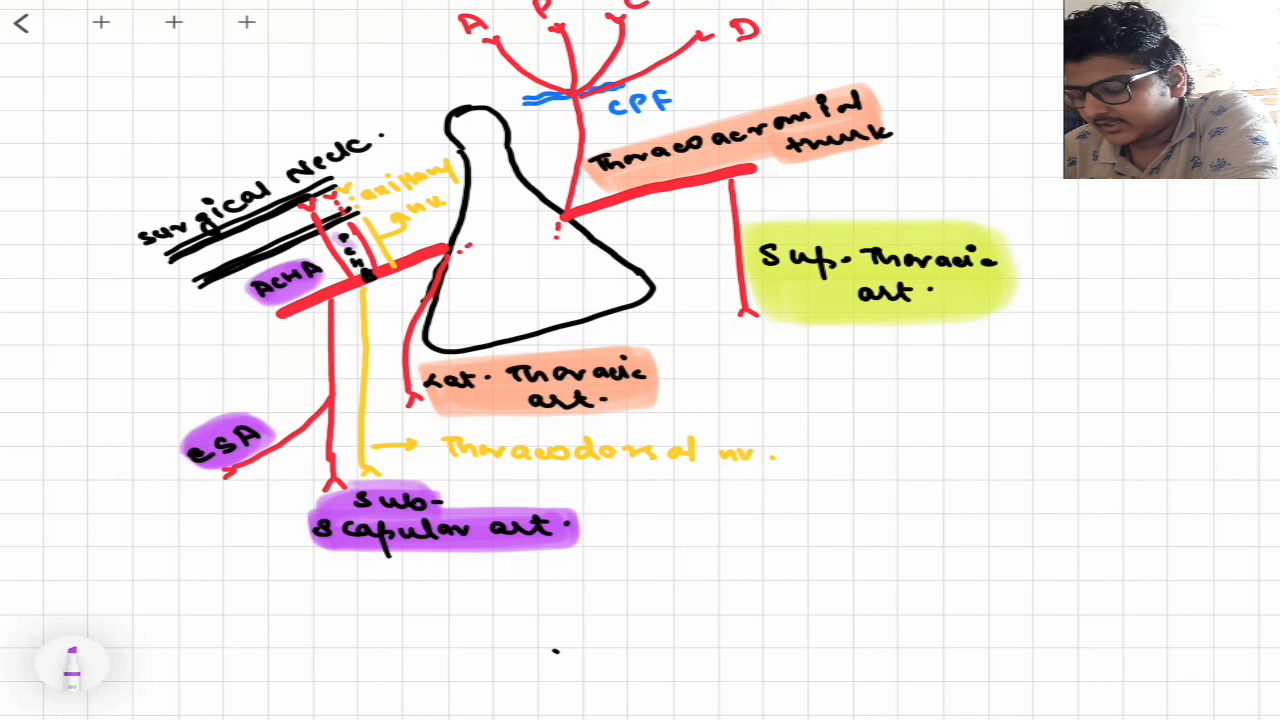 A P C D
CPF
Thoracoacromial
trunk
surgical Neck.
axillary
nv.
PCHA
ACHA
Sup. Thoracic
art.
Lat. Thoracic
art.
CSA
→ Thoracodorsal nv.
Sub-
scapular art.